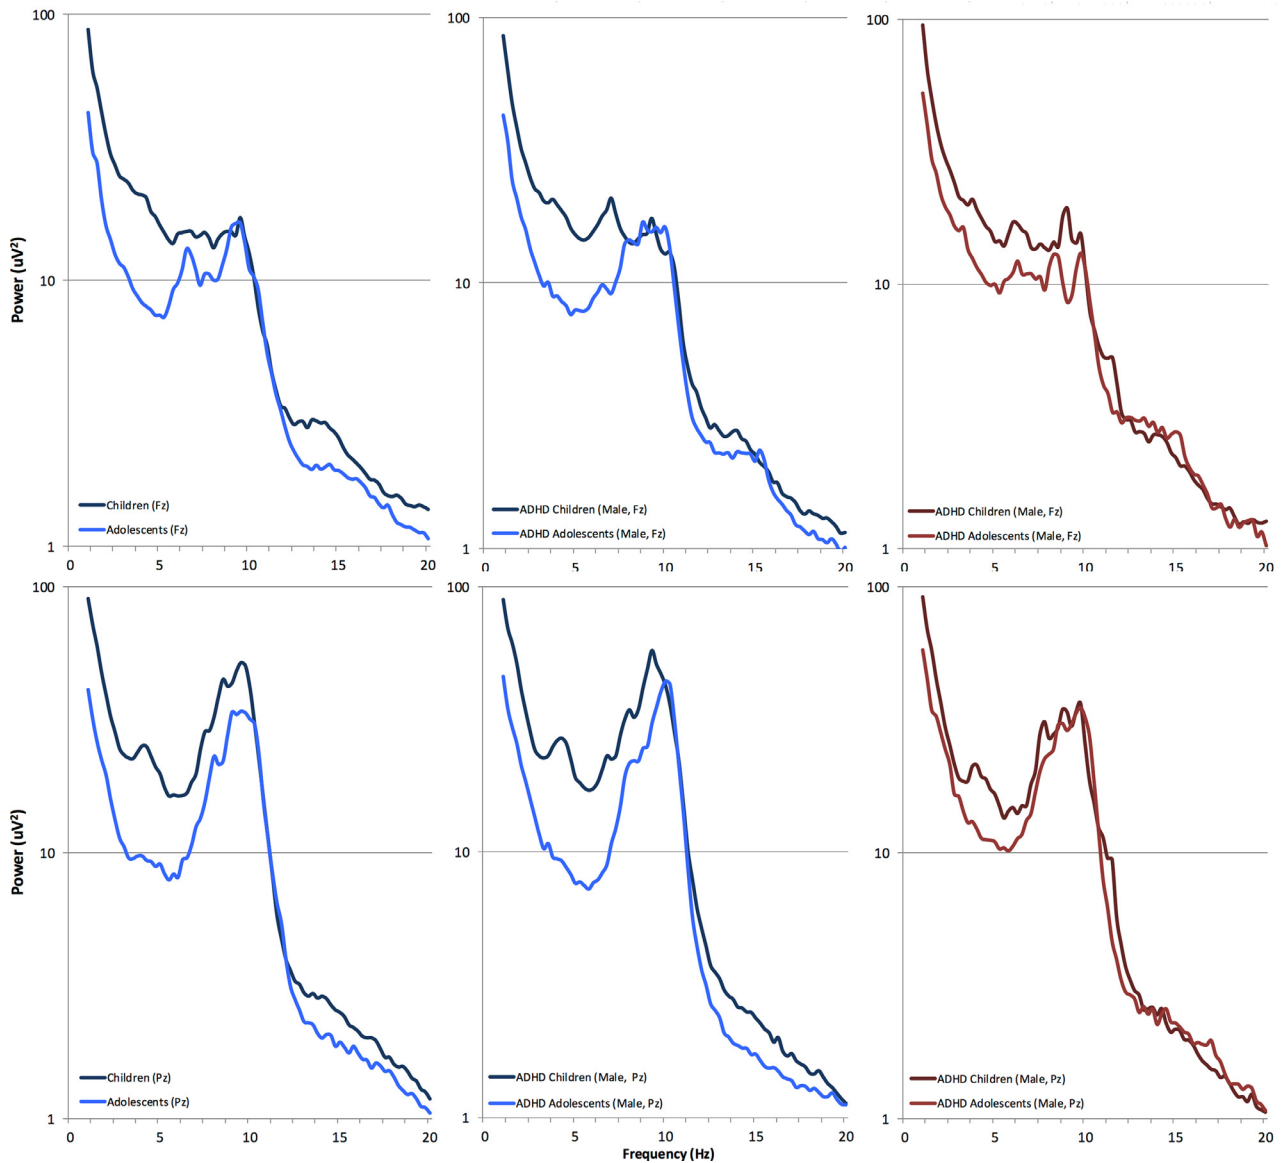 100
10
1
Power (uV²)
Children (Fz)
Adolescents (Fz)
0 5 10 15 20
100
10
1
ADHD Children (Male, Fz)
ADHD Adolescents (Male, Fz)
0 5 10 15 20
100
10
1
ADHD Children (Male, Fz)
ADHD Adolescents (Male, Fz)
0 5 10 15 20
100
10
1
Power (uV²)
Children (Pz)
Adolescents (Pz)
0 5 10 15 20
100
10
1
ADHD Children (Male, Pz)
ADHD Adolescents (Male, Pz)
0 5 10 15 20
Frequency (Hz)
100
10
1
ADHD Children (Male, Pz)
ADHD Adolescents (Male, Pz)
0 5 10 15 20